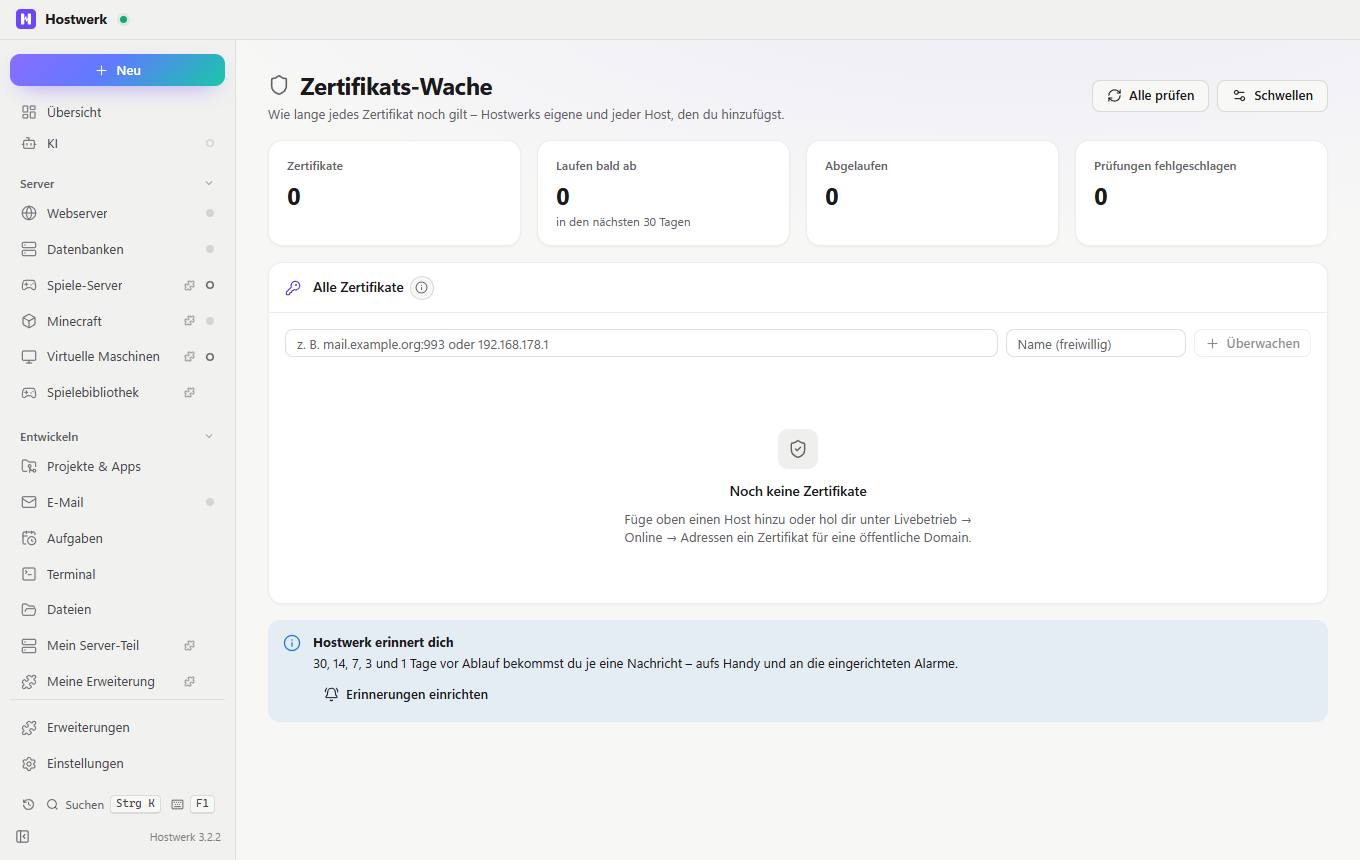 Hostwerk
Neu
Übersicht
KI
Server
Webserver
Datenbanken
Spiele-Server
Minecraft
Virtuelle Maschinen
Spielebibliothek
Entwickeln
Projekte & Apps
E-Mail
Aufgaben
Terminal
Dateien
Mein Server-Teil
Meine Erweiterung
Erweiterungen
Einstellungen
Suchen Strg K F1
Hostwerk 3.2.2
Zertifikats-Wache
Wie lange jedes Zertifikat noch gilt – Hostwerks eigene und jeder Host, den du hinzufügst.
Alle prüfen
Schwellen
Zertifikate
0
Laufen bald ab
0
in den nächsten 30 Tagen
Abgelaufen
0
Prüfungen fehlgeschlagen
0
Alle Zertifikate
z. B. mail.example.org:993 oder 192.168.178.1
Name (freiwillig)
Überwachen
Noch keine Zertifikate
Füge oben einen Host hinzu oder hol dir unter Livebetrieb →
Online → Adressen ein Zertifikat für eine öffentliche Domain.
Hostwerk erinnert dich
30, 14, 7, 3 und 1 Tage vor Ablauf bekommst du je eine Nachricht – aufs Handy und an die eingerichteten Alarme.
Erinnerungen einrichten